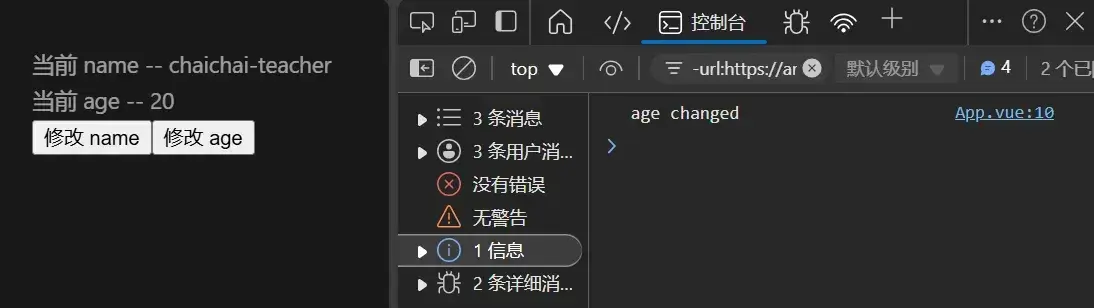 当前 name -- chaichai-teacher
当前 age -- 20
修改 name 修改 age
控制台
top -url:https://ar 默认级别 4 2 个已
3 条消息
3 条用户消...
没有错误
无警告
1 信息
2 条详细消...
age changed App.vue:10